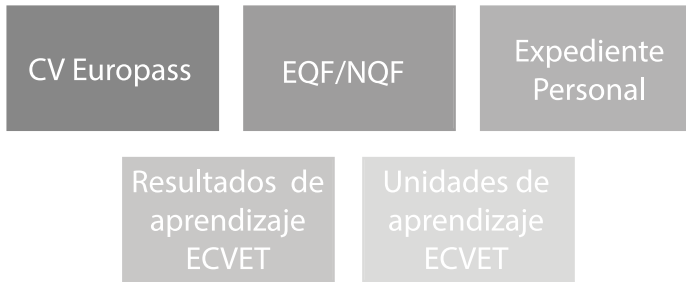 CV Europass
EQF/NQF
Expediente
Personal
Resultados de
aprendizaje
ECVET
Unidades de
aprendizaje
ECVET